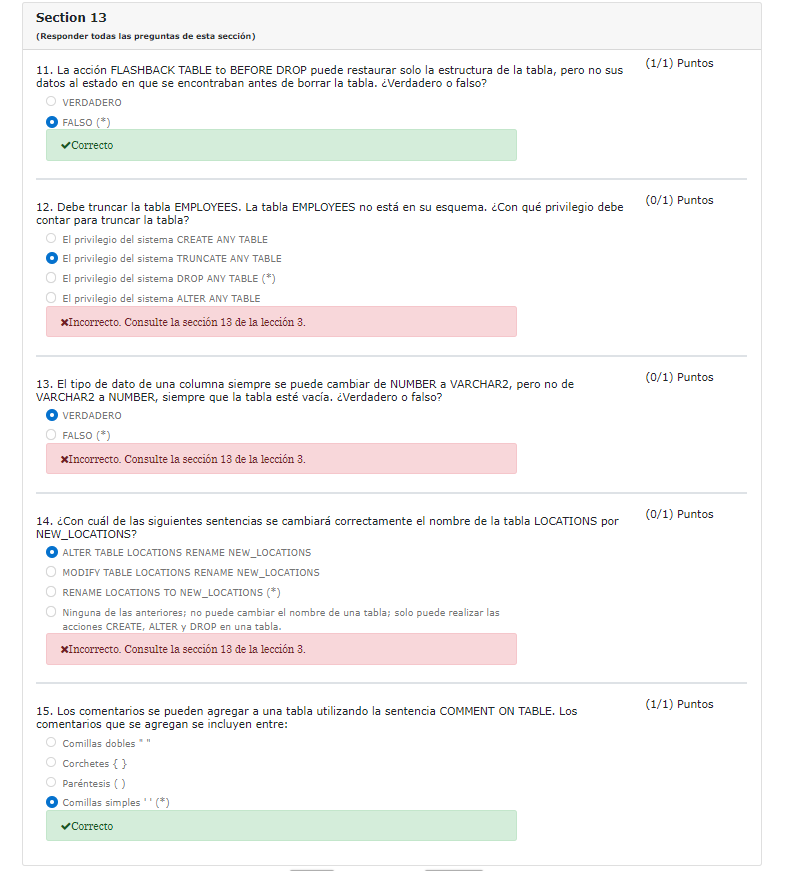 Section 13
(Responder todas las preguntas de esta sección)
11. La acción FLASHBACK TABLE to BEFORE DROP puede restaurar solo la estructura de la tabla, pero no sus
datos al estado en que se encontraban antes de borrar la tabla. ¿Verdadero o falso?
(1/1) Puntos
VERDADERO
FALSO (*)
✔Correcto
12. Debe truncar la tabla EMPLOYEES. La tabla EMPLOYEES no está en su esquema. ¿Con qué privilegio debe
contar para truncar la tabla?
(0/1) Puntos
El privilegio del sistema CREATE ANY TABLE
El privilegio del sistema TRUNCATE ANY TABLE
El privilegio del sistema DROP ANY TABLE (*)
El privilegio del sistema ALTER ANY TABLE
✖Incorrecto. Consulte la sección 13 de la lección 3.
13. El tipo de dato de una columna siempre se puede cambiar de NUMBER a VARCHAR2, pero no de
VARCHAR2 a NUMBER, siempre que la tabla esté vacía. ¿Verdadero o falso?
(0/1) Puntos
VERDADERO
FALSO (*)
✖Incorrecto. Consulte la sección 13 de la lección 3.
14. ¿Con cuál de las siguientes sentencias se cambiará correctamente el nombre de la tabla LOCATIONS por
NEW_LOCATIONS?
(0/1) Puntos
ALTER TABLE LOCATIONS RENAME NEW_LOCATIONS
MODIFY TABLE LOCATIONS RENAME NEW_LOCATIONS
RENAME LOCATIONS TO NEW_LOCATIONS (*)
Ninguna de las anteriores; no puede cambiar el nombre de una tabla; solo puede realizar las
acciones CREATE, ALTER y DROP en una tabla.
✖Incorrecto. Consulte la sección 13 de la lección 3.
15. Los comentarios se pueden agregar a una tabla utilizando la sentencia COMMENT ON TABLE. Los
comentarios que se agregan se incluyen entre:
(1/1) Puntos
Comillas dobles " "
Corchetes { }
Paréntesis ( )
Comillas simples ' ' (*)
✔Correcto